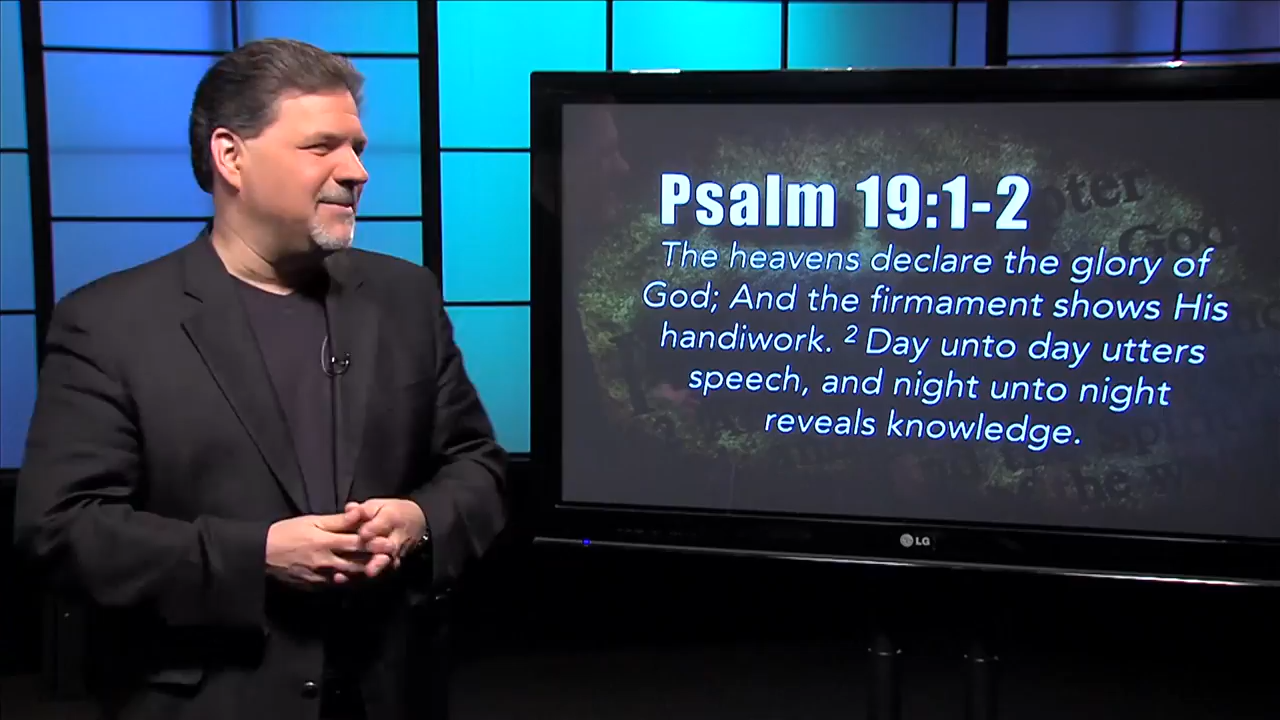 Psalm 19:1-2
The heavens declare the glory of
God; And the firmament shows His
handiwork. ² Day unto day utters
speech, and night unto night
reveals knowledge.
God
LG